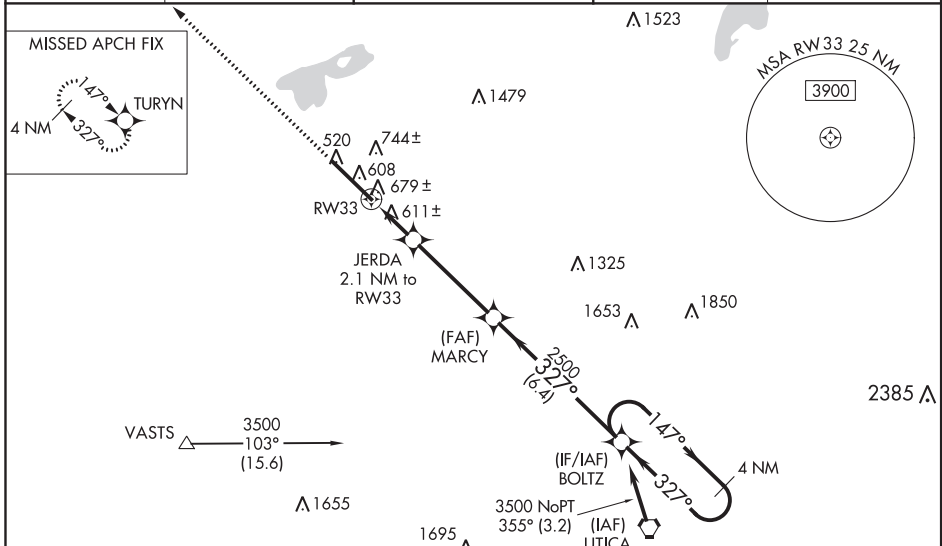 MISSED APCH FIX
147°
TURYN
4 NM
327°
1523
1479
MSA RW33 25 NM
3900
520
744±
608
679±
RW33
611±
JERDA
2.1 NM to
RW33
1325
1653
1850
(FAF)
MARCY
2500
327°
(6.4)
2385
VASTS
3500
103°
(15.6)
147°
4 NM
327°
(IF/IAF)
BOLTZ
3500 NoPT
355° (3.2)
(IAF)
UTICA
1655
1695